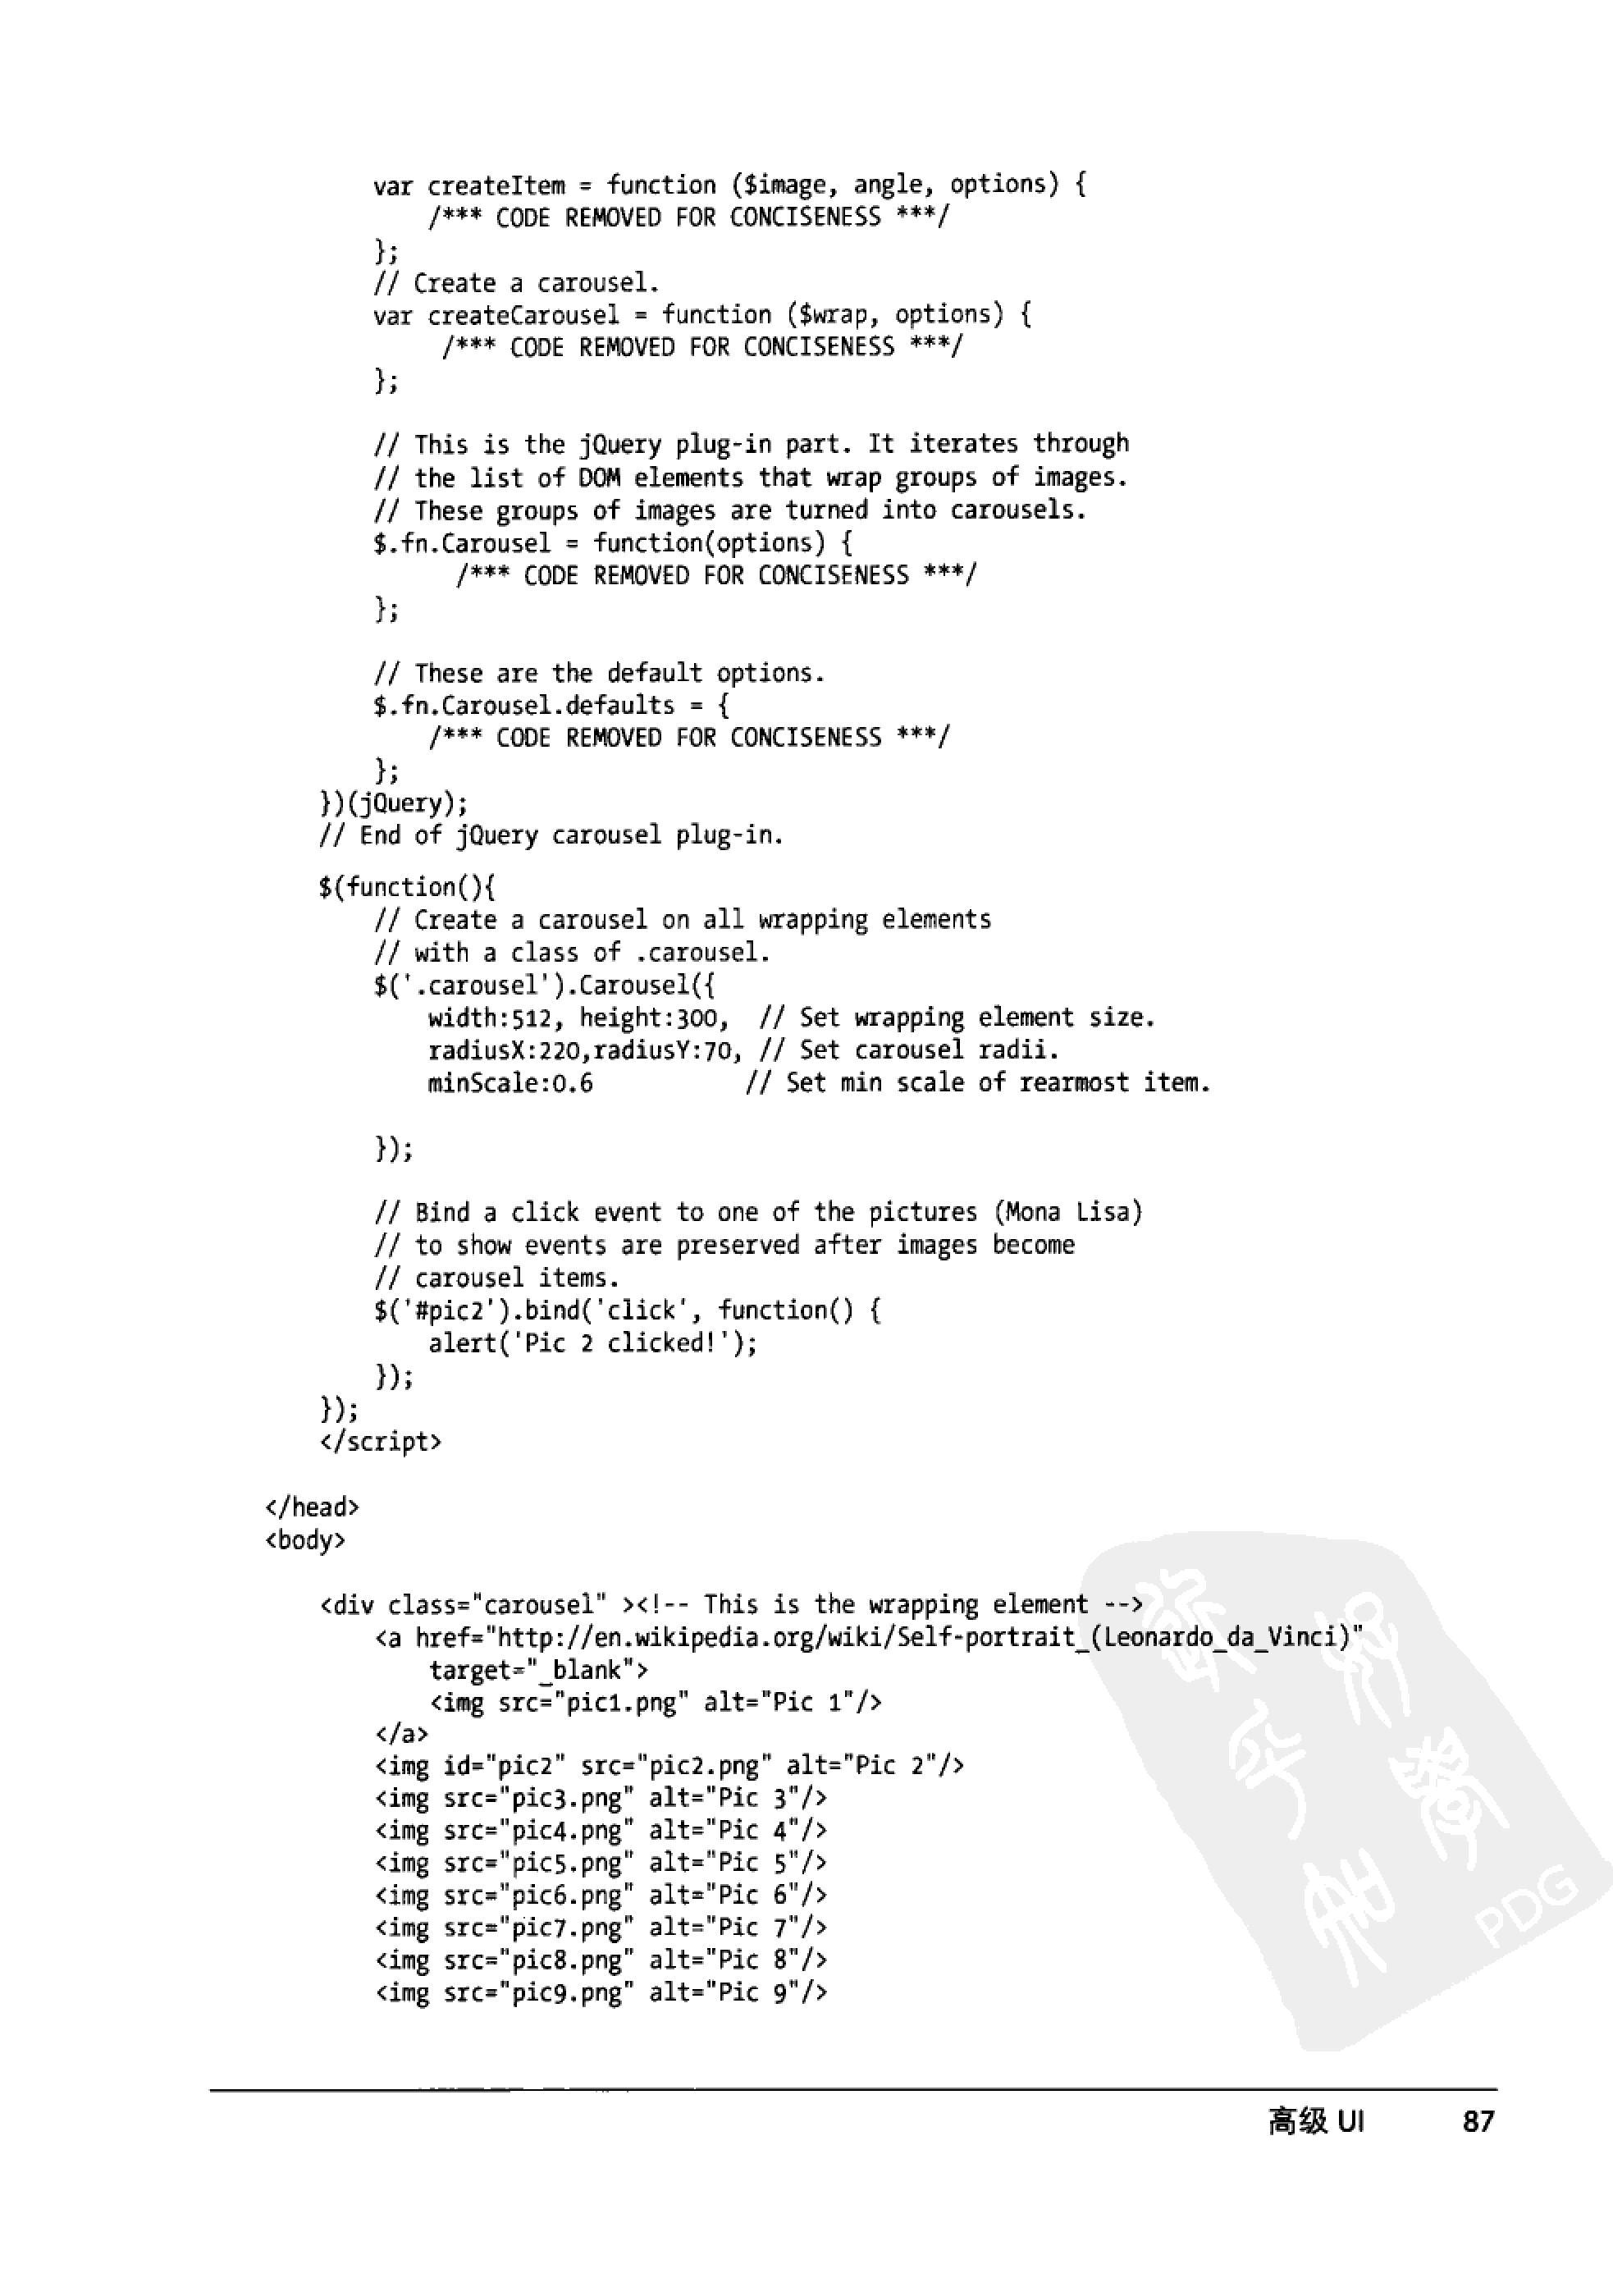 var createItem = function ($image, angle, options) {
/*** CODE REMOVED FOR CONCISENESS ***/
};
// Create a carousel.
var createCarousel = function ($wrap, options) {
/*** CODE REMOVED FOR CONCISENESS ***/
};
// This is the jQuery plug-in part. It iterates through
// the list of DOM elements that wrap groups of images.
// These groups of images are turned into carousels.
$.fn.Carousel = function(options) {
/*** CODE REMOVED FOR CONCISENESS ***/
};
// These are the default options.
$.fn.Carousel.defaults = {
/*** CODE REMOVED FOR CONCISENESS ***/
};
})(jQuery);
// End of jQuery carousel plug-in.
$(function(){
// Create a carousel on all wrapping elements
// with a class of .carousel.
$('.carousel').Carousel({
width:512, height:300, // Set wrapping element size.
radiusX:220,radiusY:70, // Set carousel radii.
minScale:0.6 // Set min scale of rearmost item.
});
// Bind a click event to one of the pictures (Mona Lisa)
// to show events are preserved after images become
// carousel items.
$('#pic2').bind('click', function() {
alert('Pic 2 clicked!');
});
});
</script>
</head>
<body>
<div class="carousel" ><!-- This is the wrapping element -->
<a href="http://en.wikipedia.org/wiki/Self-portrait_(Leonardo_da_Vinci)"
target="_blank">
<img src="pic1.png" alt="Pic 1"/>
</a>
<img id="pic2" src="pic2.png" alt="Pic 2"/>
<img src="pic3.png" alt="Pic 3"/>
<img src="pic4.png" alt="Pic 4"/>
<img src="pic5.png" alt="Pic 5"/>
<img src="pic6.png" alt="Pic 6"/>
<img src="pic7.png" alt="Pic 7"/>
<img src="pic8.png" alt="Pic 8"/>
<img src="pic9.png" alt="Pic 9"/>
PDG
高级 UI 87